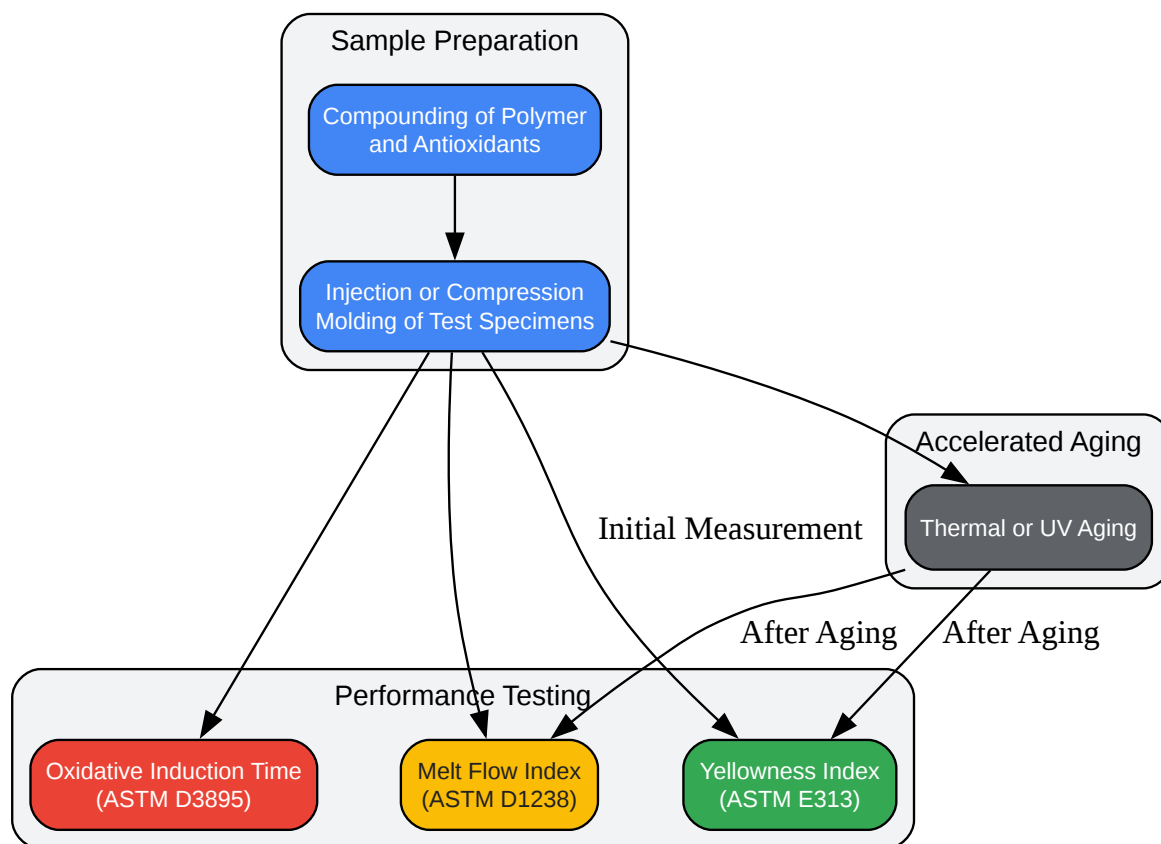 Sample Preparation
Compounding of Polymer
and Antioxidants
Injection or Compression
Molding of Test Specimens
Accelerated Aging
Thermal or UV Aging
Initial Measurement
After Aging
After Aging
Performance Testing
Oxidative Induction Time
(ASTM D3895)
Melt Flow Index
(ASTM D1238)
Yellowness Index
(ASTM E313)